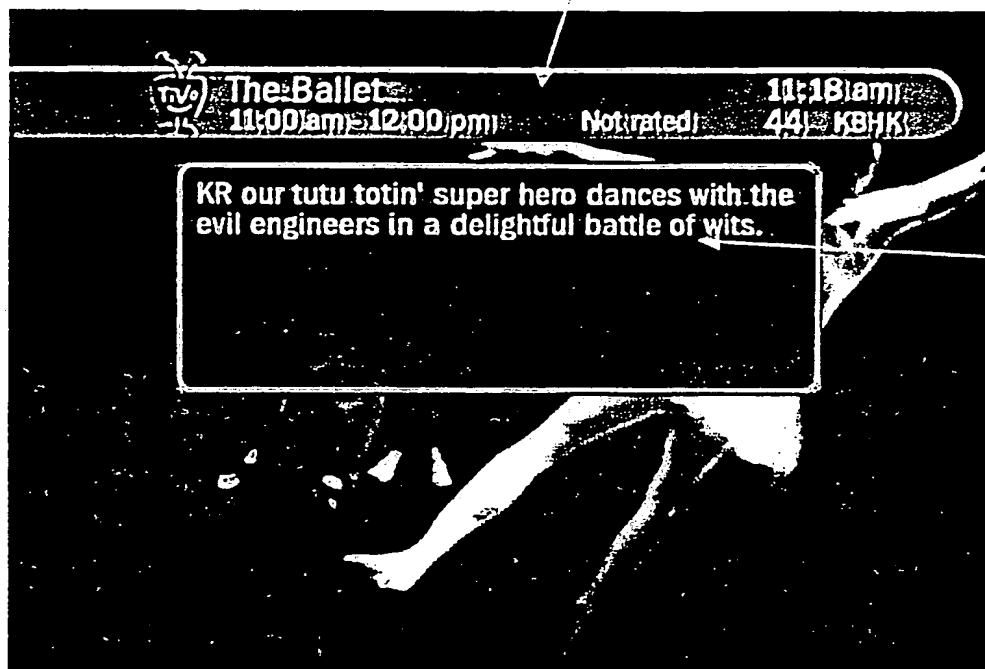 TiVo The Ballet 11:18 am
11:00 am - 12:00 pm Not rated 44 KBHK
KR our tutu totin' super hero dances with the
evil engineers in a delightful battle of wits.